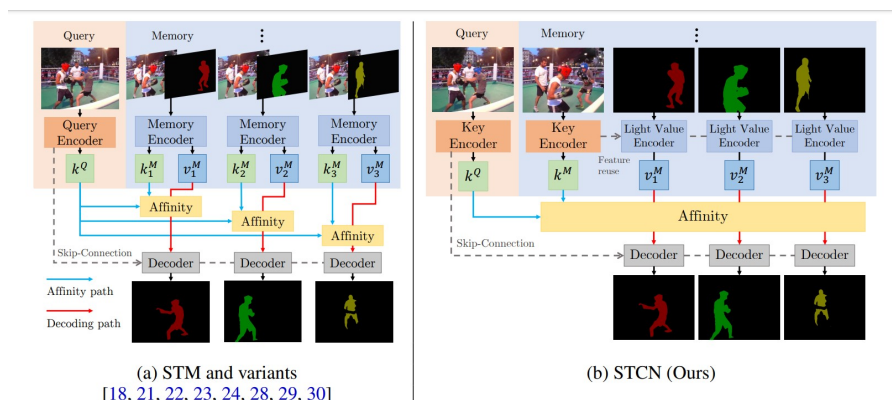 Query Memory ⋮
Query Encoder
Memory Encoder
Memory Encoder
Memory Encoder
k^Q k_1^M v_1^M k_2^M v_2^M k_3^M v_3^M
Affinity
Affinity
Affinity
Skip-Connection
Decoder Decoder Decoder
Affinity path
Decoding path
(a) STM and variants
[18, 21, 22, 23, 24, 28, 29, 30]
Query Memory ⋮
Key Encoder
Key Encoder
Light Value Encoder
Light Value Encoder
Light Value Encoder
Feature reuse
k^Q k^M v_1^M v_2^M v_3^M
Affinity
Skip-Connection
Decoder Decoder Decoder
(b) STCN (Ours)